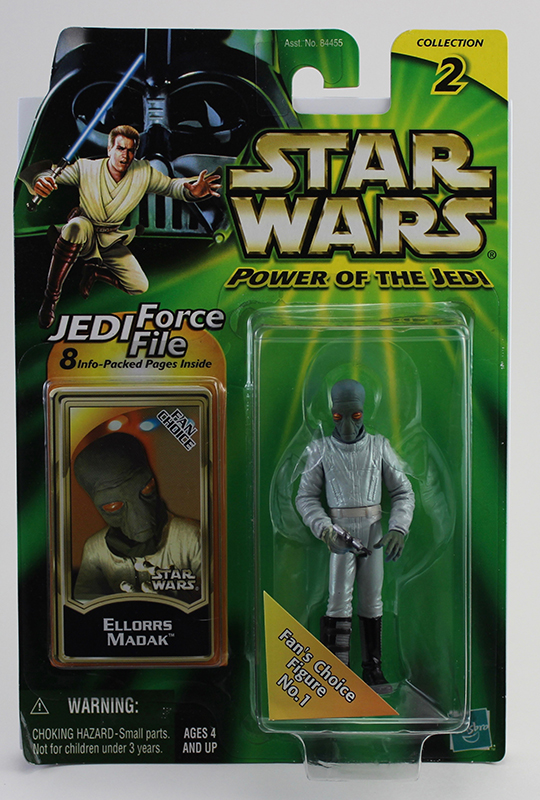 Asst. No. 84455
COLLECTION
2
STAR
WARS®
POWER OF THE JEDI
JEDI Force
File
8 Info-Packed Pages Inside
FAN
CHOICE
STAR
WARS
ELLORRS
MADAK™
Fan's Choice
Figure
No.1
WARNING:
CHOKING HAZARD-Small parts.
Not for children under 3 years.
AGES 4
AND UP
Hasbro